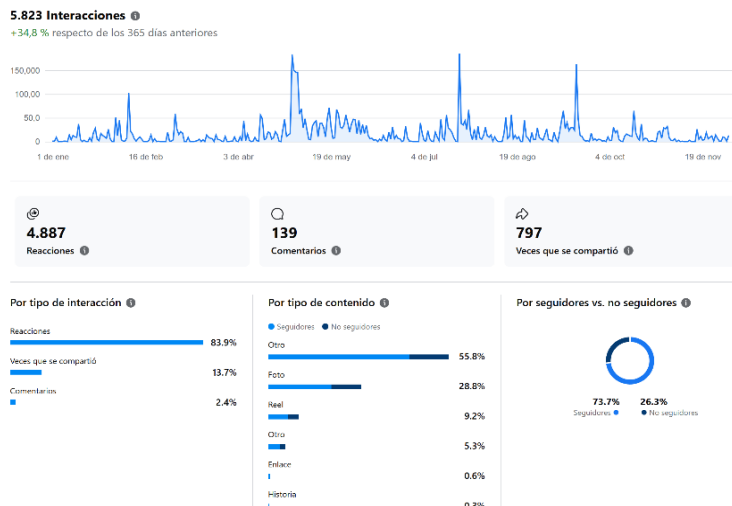 5.823 Interacciones
+34,8 % respecto de los 365 días anteriores
150,000
100,00
50.0
0
1 de ene
16 de feb
3 de abr
19 de may
4 de jul
19 de ago
4 de oct
19 de nov
4.887
Reacciones
139
Comentarios
797
Veces que se compartió
Por tipo de interacción
Reacciones
83.9%
Veces que se compartió
13.7%
Comentarios
2.4%
Por tipo de contenido
Seguidores No seguidores
Otro
55.8%
Foto
28.8%
Reel
9.2%
Otro
5.3%
Enlace
0.6%
Historia
0.3%
Por seguidores vs. no seguidores
73.7% 26.3%
Seguidores No seguidores